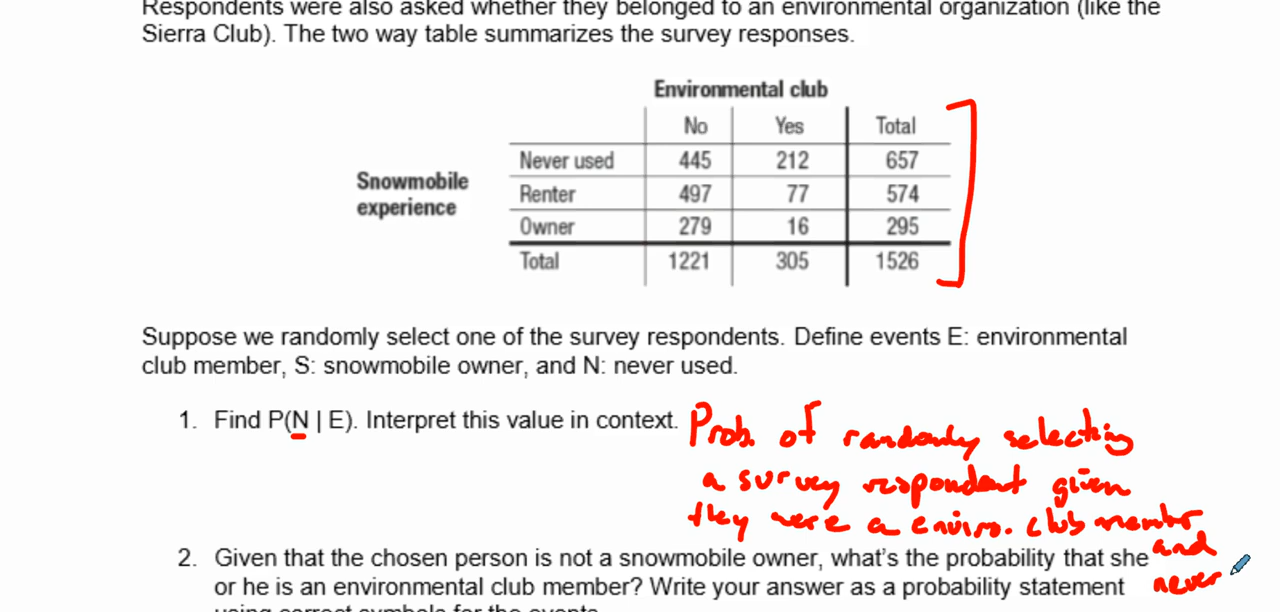 Respondents were also asked whether they belonged to an environmental organization (like the
Sierra Club). The two way table summarizes the survey responses.
Environmental club
No Yes Total
Never used 445 212 657
Snowmobile experience
Renter 497 77 574
Owner 279 16 295
Total 1221 305 1526
Suppose we randomly select one of the survey respondents. Define events E: environmental
club member, S: snowmobile owner, and N: never used.
1. Find P(N | E). Interpret this value in context.
Prob. of randomly selecting
a survey respondent given
they were a enviro. club member
and
never
2. Given that the chosen person is not a snowmobile owner, what's the probability that she
or he is an environmental club member? Write your answer as a probability statement
using correct symbols for the events.